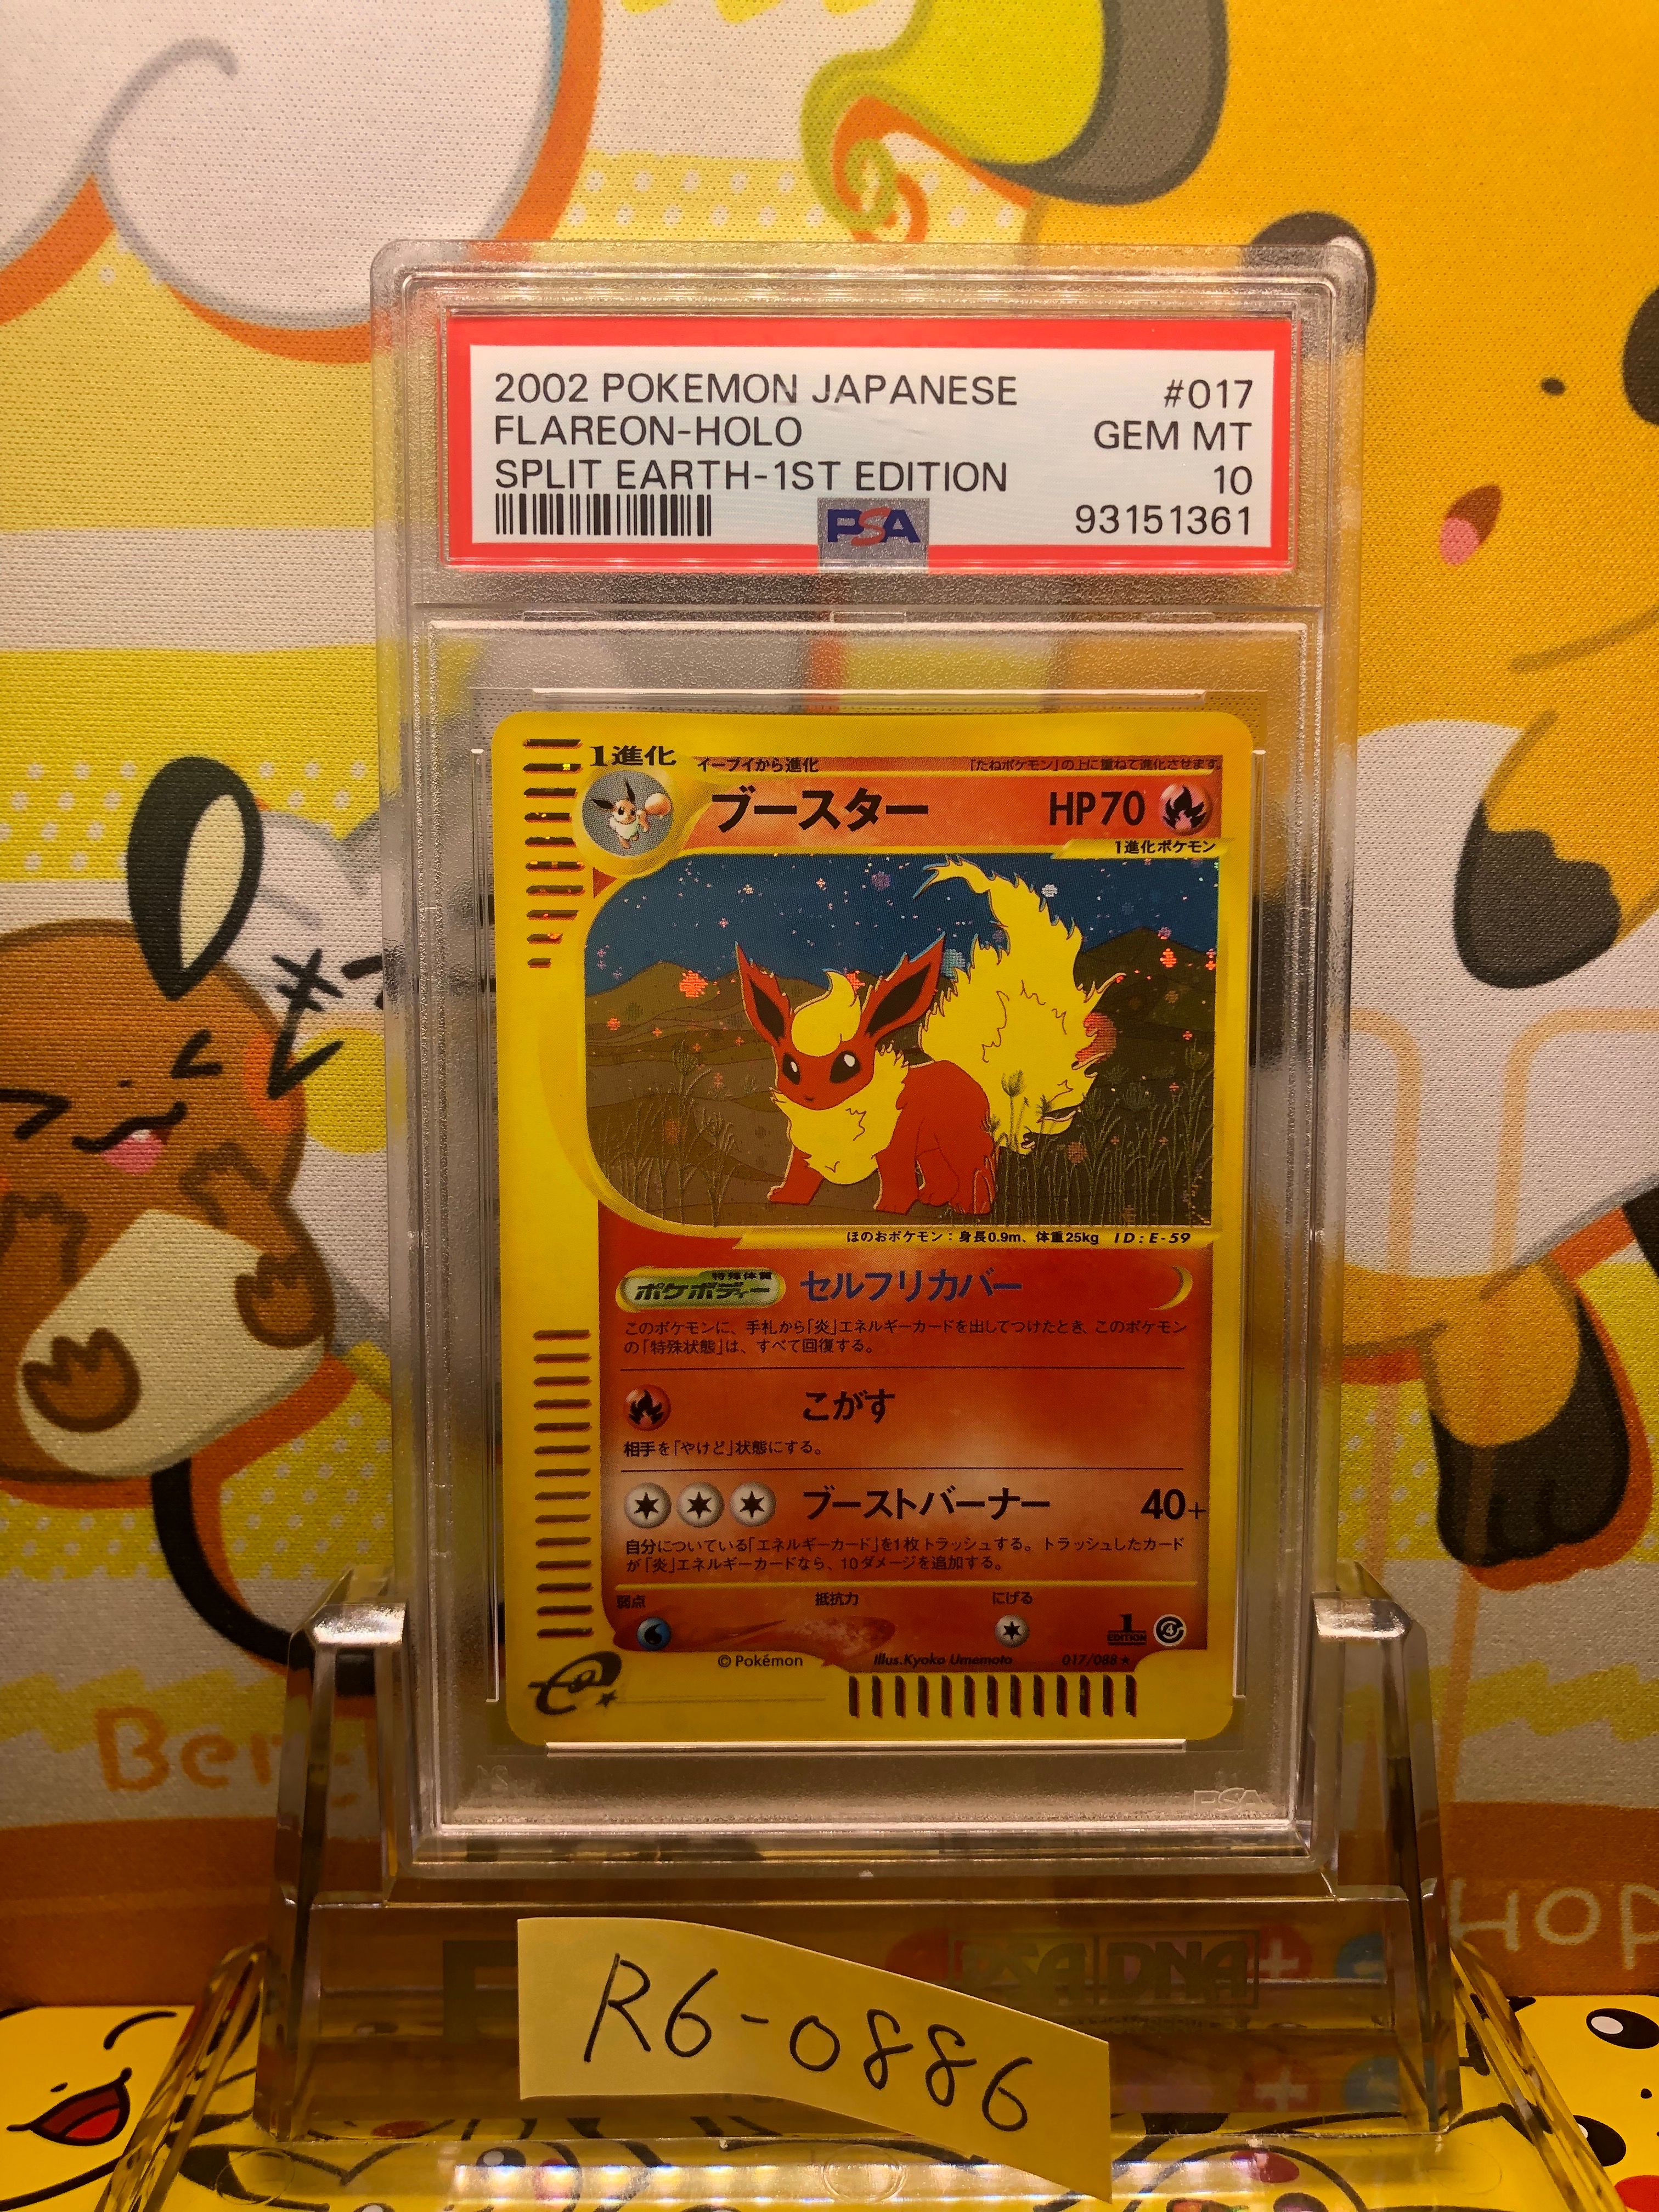 2002 POKEMON JAPANESE #017
FLAREON-HOLO GEM MT
SPLIT EARTH-1ST EDITION 10
PSA 93151361
1進化 イーブイから進化 「たねポケモン」の上に重ねて進化させます
ブースター HP70
1進化ポケモン
ほのおポケモン：身長0.9m、体重25kg ID：E-59
特殊体質
ポケボディー セルフリカバー
このポケモンに、手札から「炎」エネルギーカードを出してつけたとき、このポケモン
の「特殊状態」は、すべて回復する。
こがす
相手を「やけど」状態にする。
ブーストバーナー 40+
自分についている「エネルギーカード」を1枚トラッシュする。トラッシュしたカード
が「炎」エネルギーカードなら、10ダメージを追加する。
弱点 抵抗力 にげる
1 EDITION 4
©Pokémon Illus.Kyoko Umemoto 017/088 ★
e
PSA
PSA DNA
R6-0886